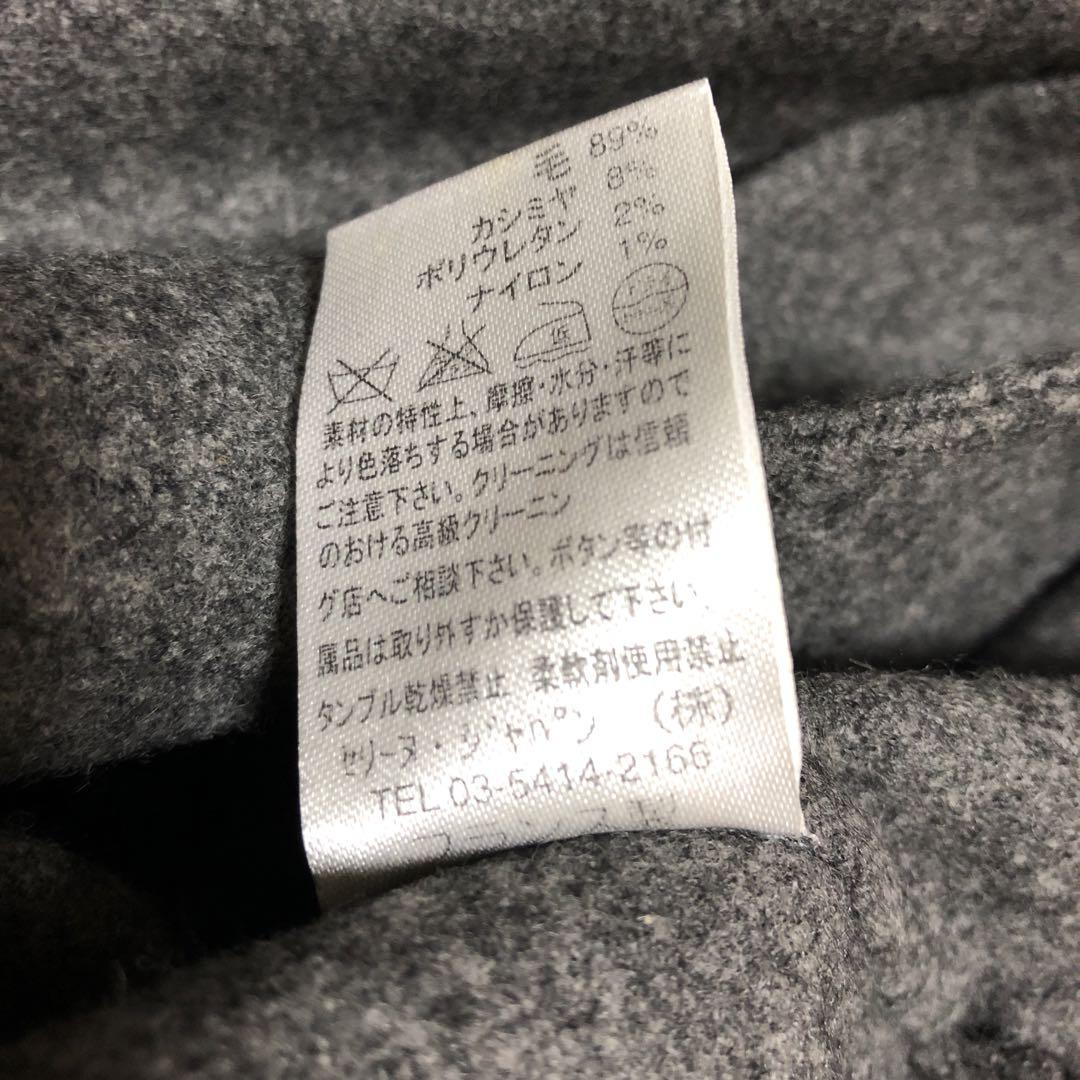 毛 89%
カシミヤ 8%
ポリウレタン 2%
ナイロン 1%
低
素材の特性上、摩擦・水分・汗等に
より色落ちする場合がありますので
ご注意下さい。クリーニングは信頼
のおける高級クリーニン
グ店へご相談下さい。ボタン等の付
属品は取り外すか保護して下さい。
タンブル乾燥禁止 柔軟剤使用禁止
セリーヌ・ジャパン (株)
TEL 03-5414-2166
フランス製